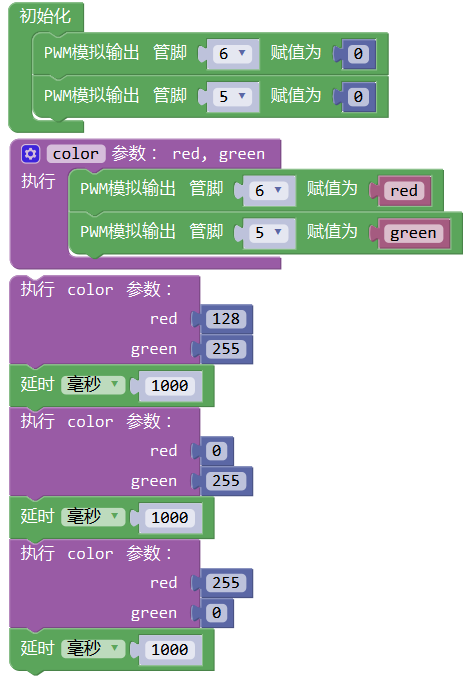 初始化
PWM模拟输出 管脚 6 赋值为 0
PWM模拟输出 管脚 5 赋值为 0
color 参数： red, green
执行 PWM模拟输出 管脚 6 赋值为 red
PWM模拟输出 管脚 5 赋值为 green
执行 color 参数：
red 128
green 255
延时 毫秒 1000
执行 color 参数：
red 0
green 255
延时 毫秒 1000
执行 color 参数：
red 255
green 0
延时 毫秒 1000